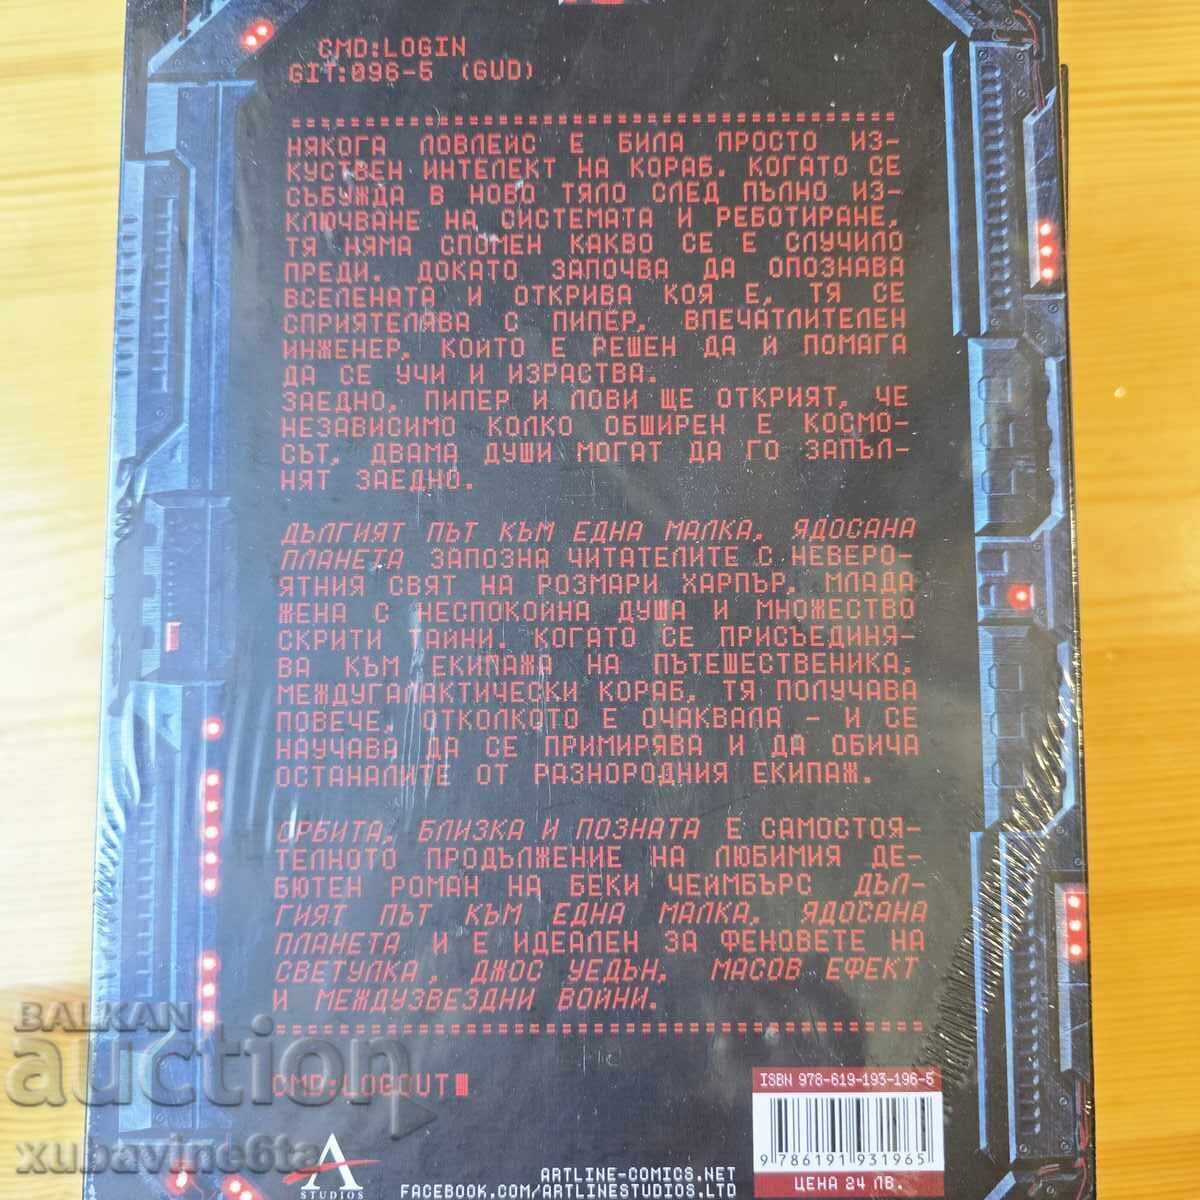 CMD:LOGIN
GIT:096-5 (GUD)
НЯКОГА ЛОВЛЕЙС Е БИЛА ПРОСТО ИЗ-
КУСТВЕН ИНТЕЛЕКТ НА КОРАБ. КОГАТО СЕ
СЪБУЖДА В НОВО ТЯЛО СЛЕД ПЪЛНО ИЗ-
КЛЮЧВАНЕ НА СИСТЕМАТА И РЕБОТИРАНЕ,
ТЯ НЯМА СПОМЕН КАКВО СЕ Е СЛУЧИЛО
ПРЕДИ. ДОКАТО ЗАПОЧВА ДА ОПОЗНАВА
ВСЕЛЕНАТА И ОТКРИВА КОЯ Е, ТЯ СЕ
СПРИЯТЕЛЯВА С ПИПЕР, ВПЕЧАТЛИТЕЛЕН
ИНЖЕНЕР, КОЙТО Е РЕШЕН ДА Ѝ ПОМАГА
ДА СЕ УЧИ И ИЗРАСТВА.
ЗАЕДНО, ПИПЕР И ЛОВИ ЩЕ ОТКРИЯТ, ЧЕ
НЕЗАВИСИМО КОЛКО ОБШИРЕН Е КОСМО-
СЪТ, ДВАМА ДУШИ МОГАТ ДА ГО ЗАПЪЛ-
НЯТ ЗАЕДНО.
ДЪЛГИЯТ ПЪТ КЪМ ЕДНА МАЛКА, ЯДОСАНА
ПЛАНЕТА ЗАПОЗНА ЧИТАТЕЛИТЕ С НЕВЕРО-
ЯТНИЯ СВЯТ НА РОЗМАРИ ХАРПЪР, МЛАДА
ЖЕНА С НЕСПОКОЙНА ДУША И МНОЖЕСТВО
СКРИТИ ТАЙНИ. КОГАТО СЕ ПРИСЪЕДИНЯ-
ВА КЪМ ЕКИПАЖА НА ПЪТЕШЕСТВЕНИКА,
МЕЖДУГАЛАКТИЧЕСКИ КОРАБ, ТЯ ПОЛУЧАВА
ПОВЕЧЕ, ОТКОЛКОТО Е ОЧАКВАЛА - И СЕ
НАУЧАВА ДА СЕ ПРИМИРЯВА И ДА ОБИЧА
ОСТАНАЛИТЕ ОТ РАЗНОРОДНИЯ ЕКИПАЖ.
ОРБИТА, БЛИЗКА И ПОЗНАТА Е САМОСТОЯ-
ТЕЛНОТО ПРОДЪЛЖЕНИЕ НА ЛЮБИМИЯ ДЕ-
БЮТЕН РОМАН НА БЕКИ ЧЕЙМБЪРС ДЪЛ-
ГИЯТ ПЪТ КЪМ ЕДНА МАЛКА, ЯДОСАНА
ПЛАНЕТА И Е ИДЕАЛЕН ЗА ФЕНОВЕТЕ НА
СВЕТУЛКА, ДЖОС УЕДЪН, МАСОВ ЕФЕКТ
И МЕЖДУЗВЕЗДНИ ВОЙНИ.
CMD:LOGOUT
BALKAN
auction
xubavine6ta
A
STUDIOS
ARTLINE-COMICS.NET
FACEBOOK.COM/ARTLINESTUDIOS.LTD
ISBN 978-619-193-196-5
9 786191 931965
ЦЕНА 24 ЛВ.